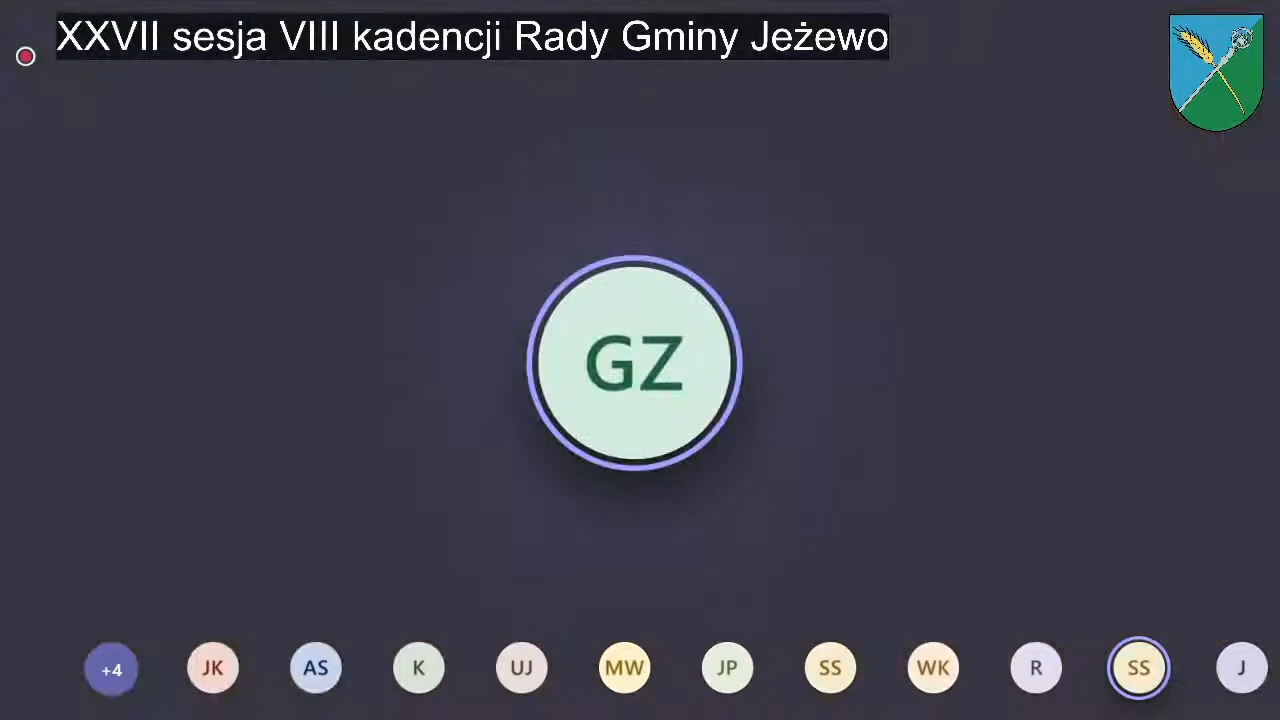 XXVII sesja VIII kadencji Rady Gminy Jeżewo
GZ
+4 JK AS K UJ MW JP SS WK R SS J